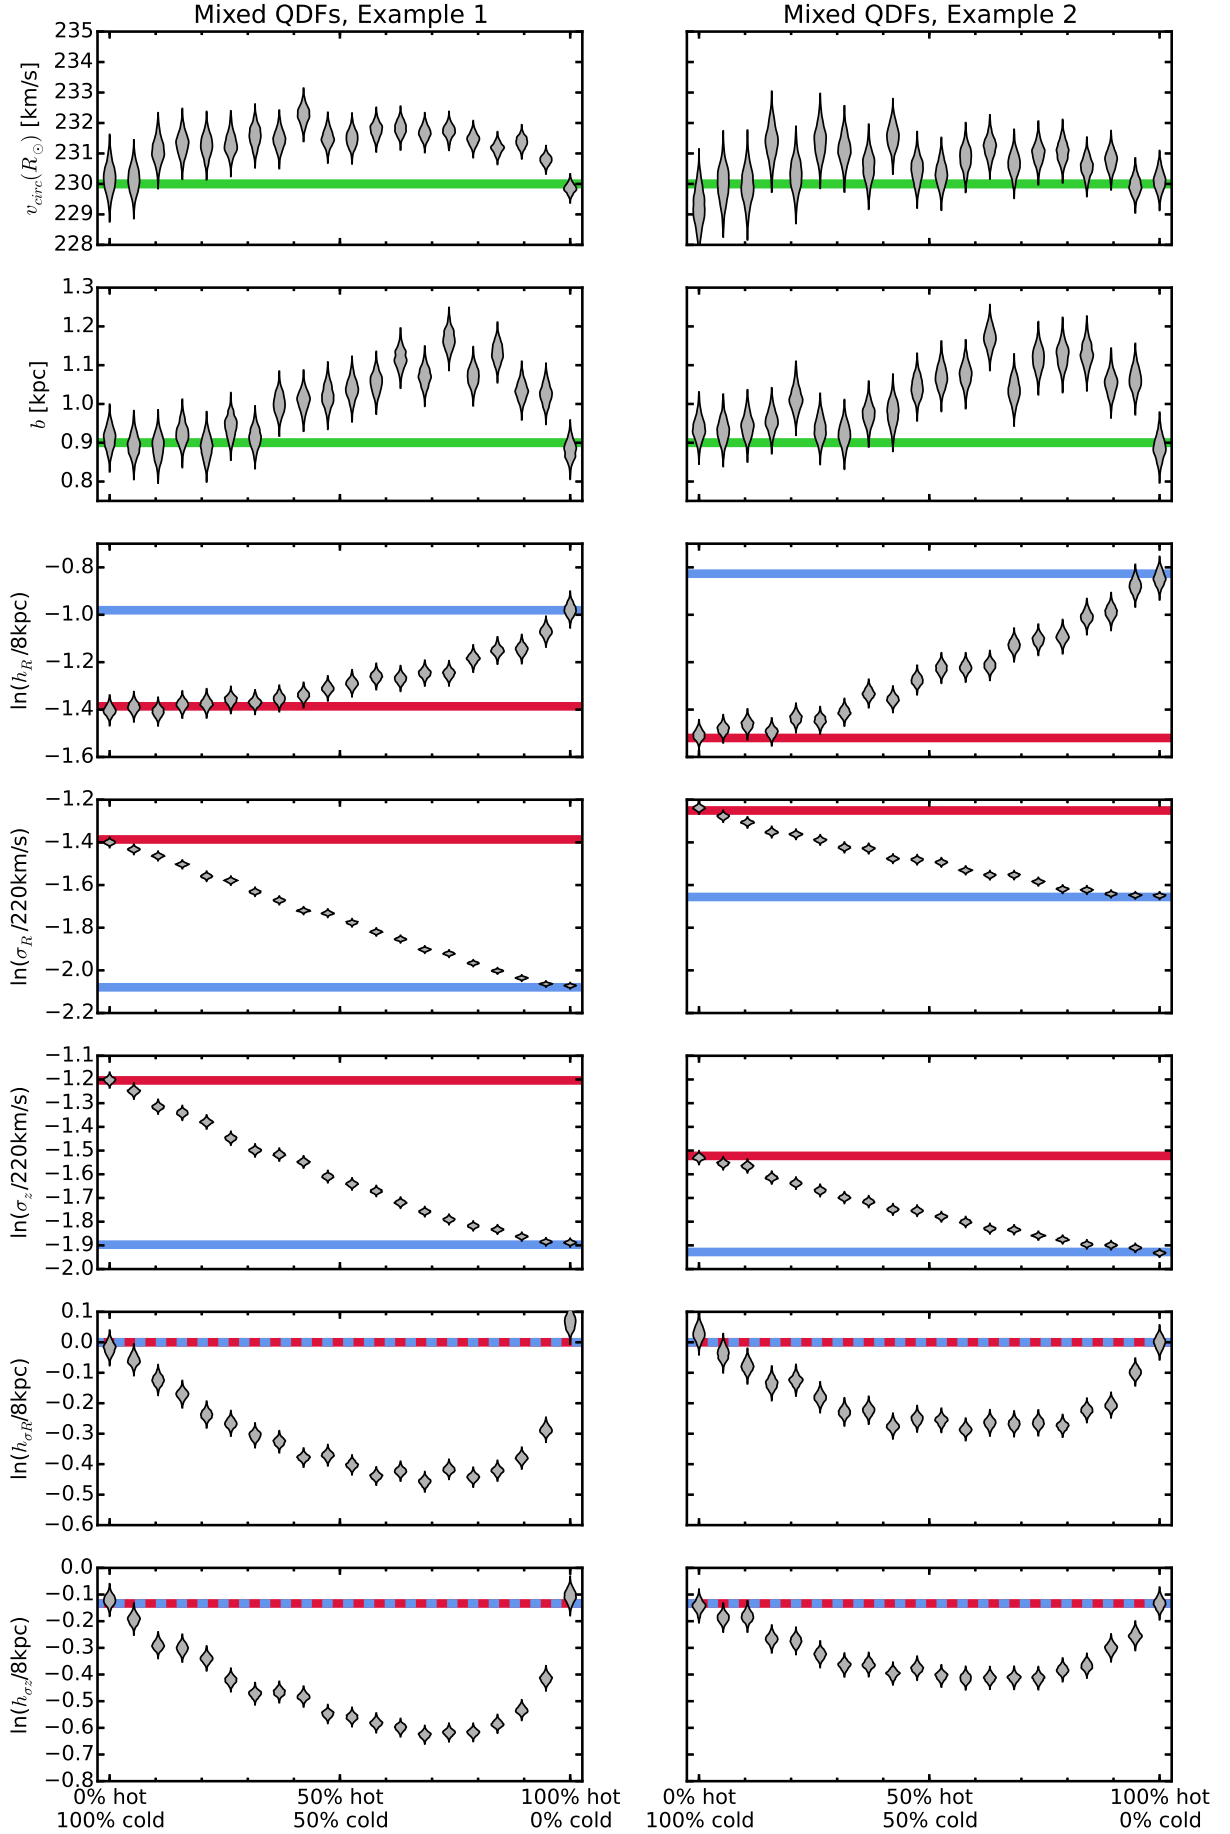 Mixed QDFs, Example 1
Mixed QDFs, Example 2
v_circ(R_⊙) [km/s]
235
234
233
232
231
230
229
228
b [kpc]
1.3
1.2
1.1
1.0
0.9
0.8
ln(h_R/8kpc)
−0.8
−1.0
−1.2
−1.4
−1.6
ln(σ_R/220km/s)
−1.2
−1.4
−1.6
−1.8
−2.0
−2.2
ln(σ_z/220km/s)
−1.1
−1.2
−1.3
−1.4
−1.5
−1.6
−1.7
−1.8
−1.9
−2.0
ln(h_σR/8kpc)
0.1
0.0
−0.1
−0.2
−0.3
−0.4
−0.5
−0.6
ln(h_σz/8kpc)
0.0
−0.1
−0.2
−0.3
−0.4
−0.5
−0.6
−0.7
−0.8
0% hot
100% cold
50% hot
50% cold
100% hot
0% cold
0% hot
100% cold
50% hot
50% cold
100% hot
0% cold